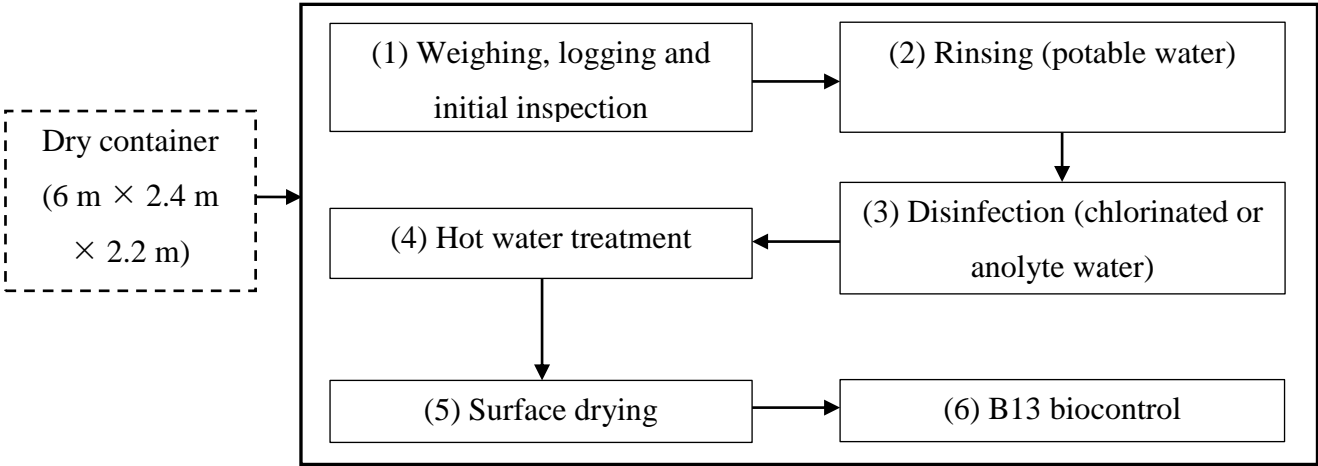 Dry container
(6 m × 2.4 m
× 2.2 m)
(1) Weighing, logging and
initial inspection
(2) Rinsing (potable water)
(3) Disinfection (chlorinated or
anolyte water)
(4) Hot water treatment
(5) Surface drying
(6) B13 biocontrol